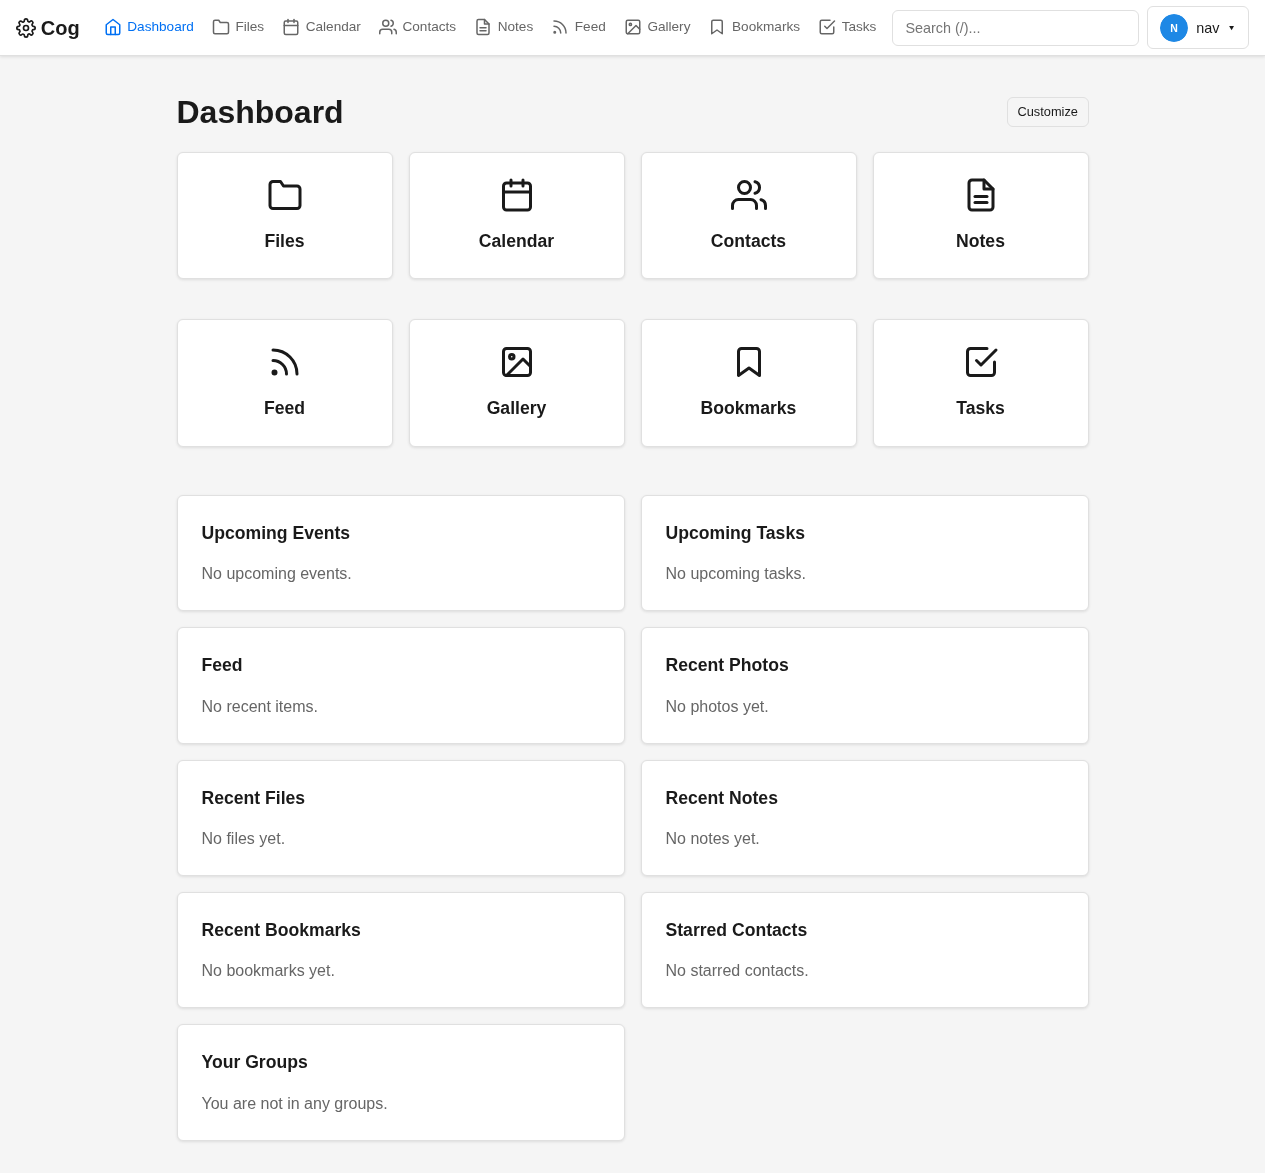 Cog
Dashboard
Files
Calendar
Contacts
Notes
Feed
Gallery
Bookmarks
Tasks
Search (/)...
N
nav
Dashboard
Customize
Files
Calendar
Contacts
Notes
Feed
Gallery
Bookmarks
Tasks
Upcoming Events
No upcoming events.
Upcoming Tasks
No upcoming tasks.
Feed
No recent items.
Recent Photos
No photos yet.
Recent Files
No files yet.
Recent Notes
No notes yet.
Recent Bookmarks
No bookmarks yet.
Starred Contacts
No starred contacts.
Your Groups
You are not in any groups.